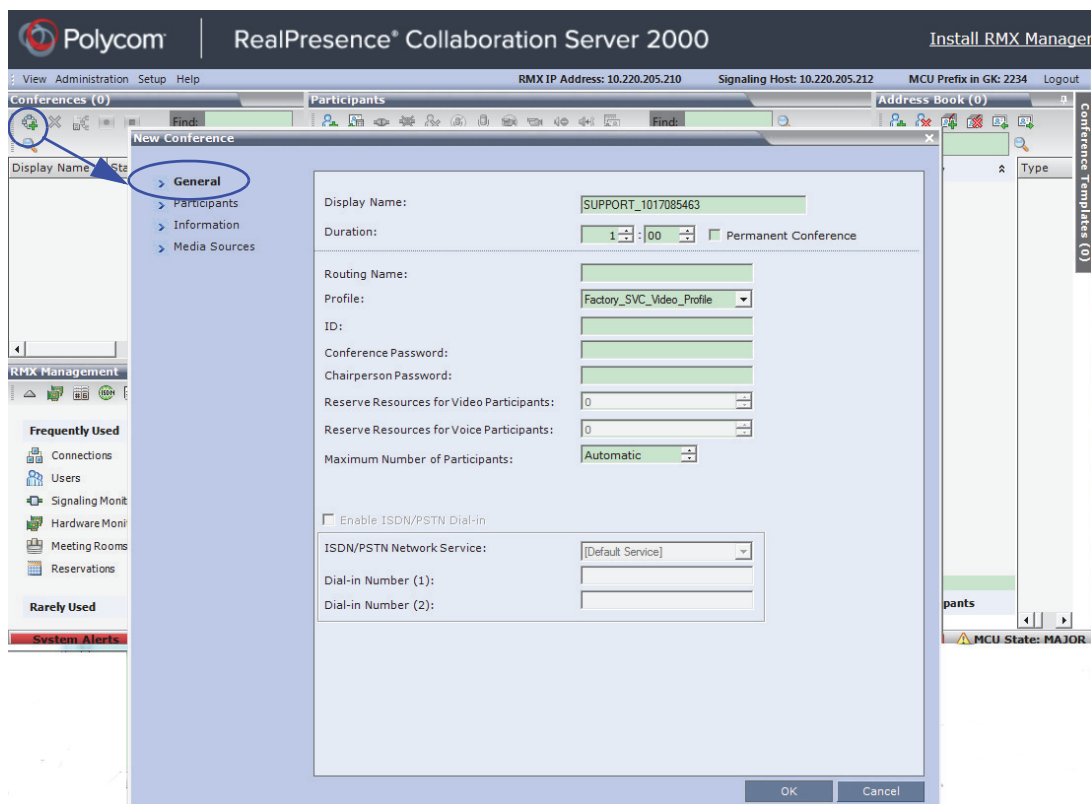 Polycom RealPresence® Collaboration Server 2000 Install RMX Manager
View Administration Setup Help RMX IP Address: 10.220.205.210 Signaling Host: 10.220.205.212 MCU Prefix in GK: 2234 Logout
Conferences (0) Participants Address Book (0)
Find: Find:
New Conference ×
Display Name Sta Type
Conference Templates (0)
General
Participants
Information
Media Sources
Display Name: SUPPORT_1017085463
Duration: 1 : 00 Permanent Conference
Routing Name:
Profile: Factory_SVC_Video_Profile
ID:
Conference Password:
Chairperson Password:
Reserve Resources for Video Participants: 0
Reserve Resources for Voice Participants: 0
Maximum Number of Participants: Automatic
Enable ISDN/PSTN Dial-in
ISDN/PSTN Network Service: [Default Service]
Dial-in Number (1):
Dial-in Number (2):
OK Cancel
RMX Management
ISDN
Frequently Used
Connections
Users
Signaling Monit
Hardware Moni
Meeting Rooms
Reservations
Rarely Used
pants
System Alerts MCU State: MAJOR